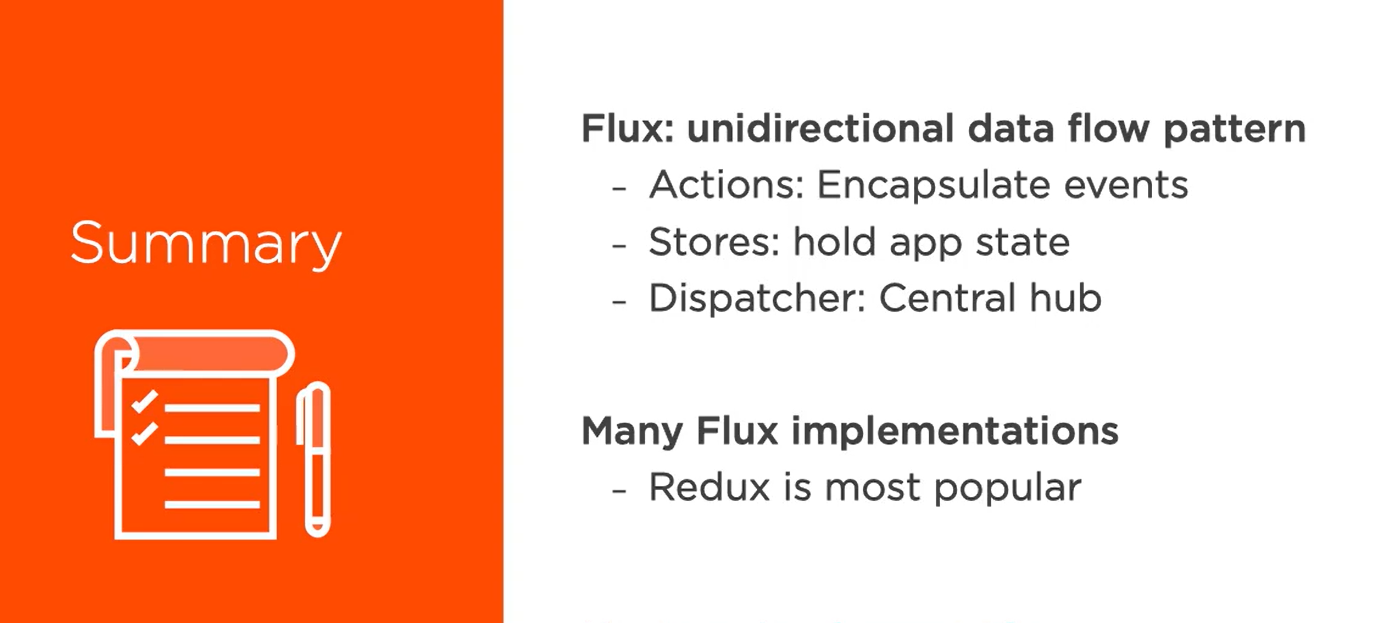 Summary
Flux: unidirectional data flow pattern
- Actions: Encapsulate events
- Stores: hold app state
- Dispatcher: Central hub
Many Flux implementations
- Redux is most popular